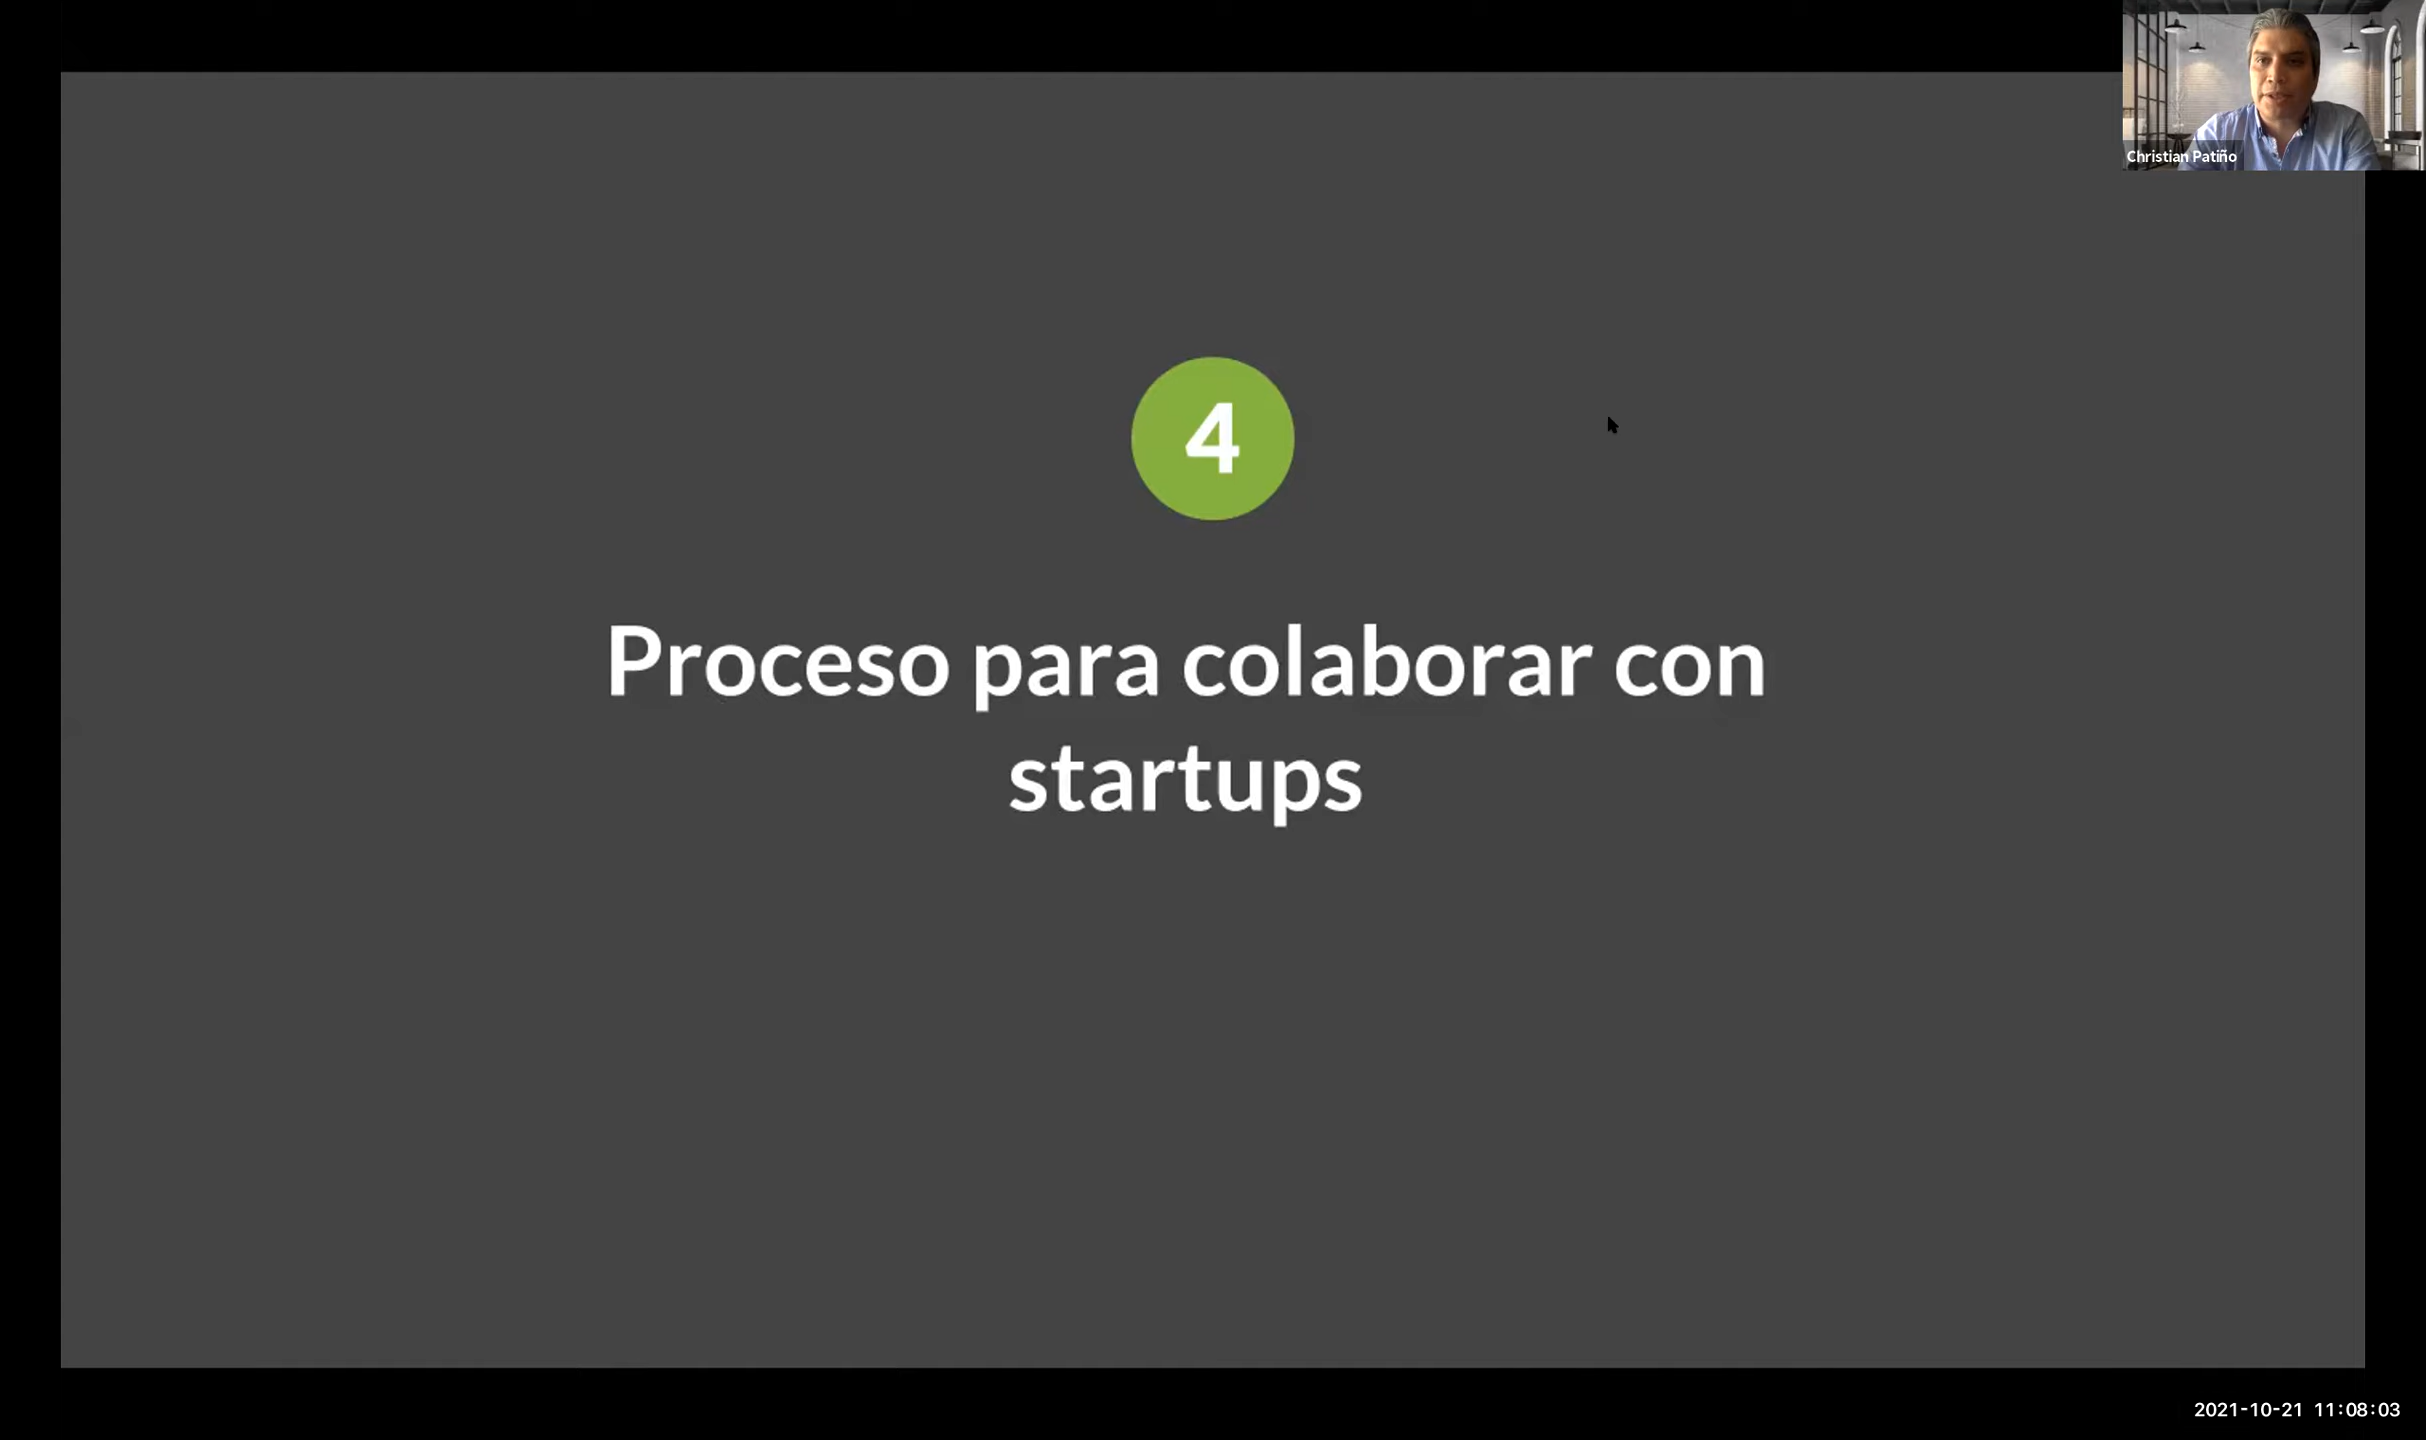 Christian Patiño
4
Proceso para colaborar con
startups
2021-10-21 11:08:03